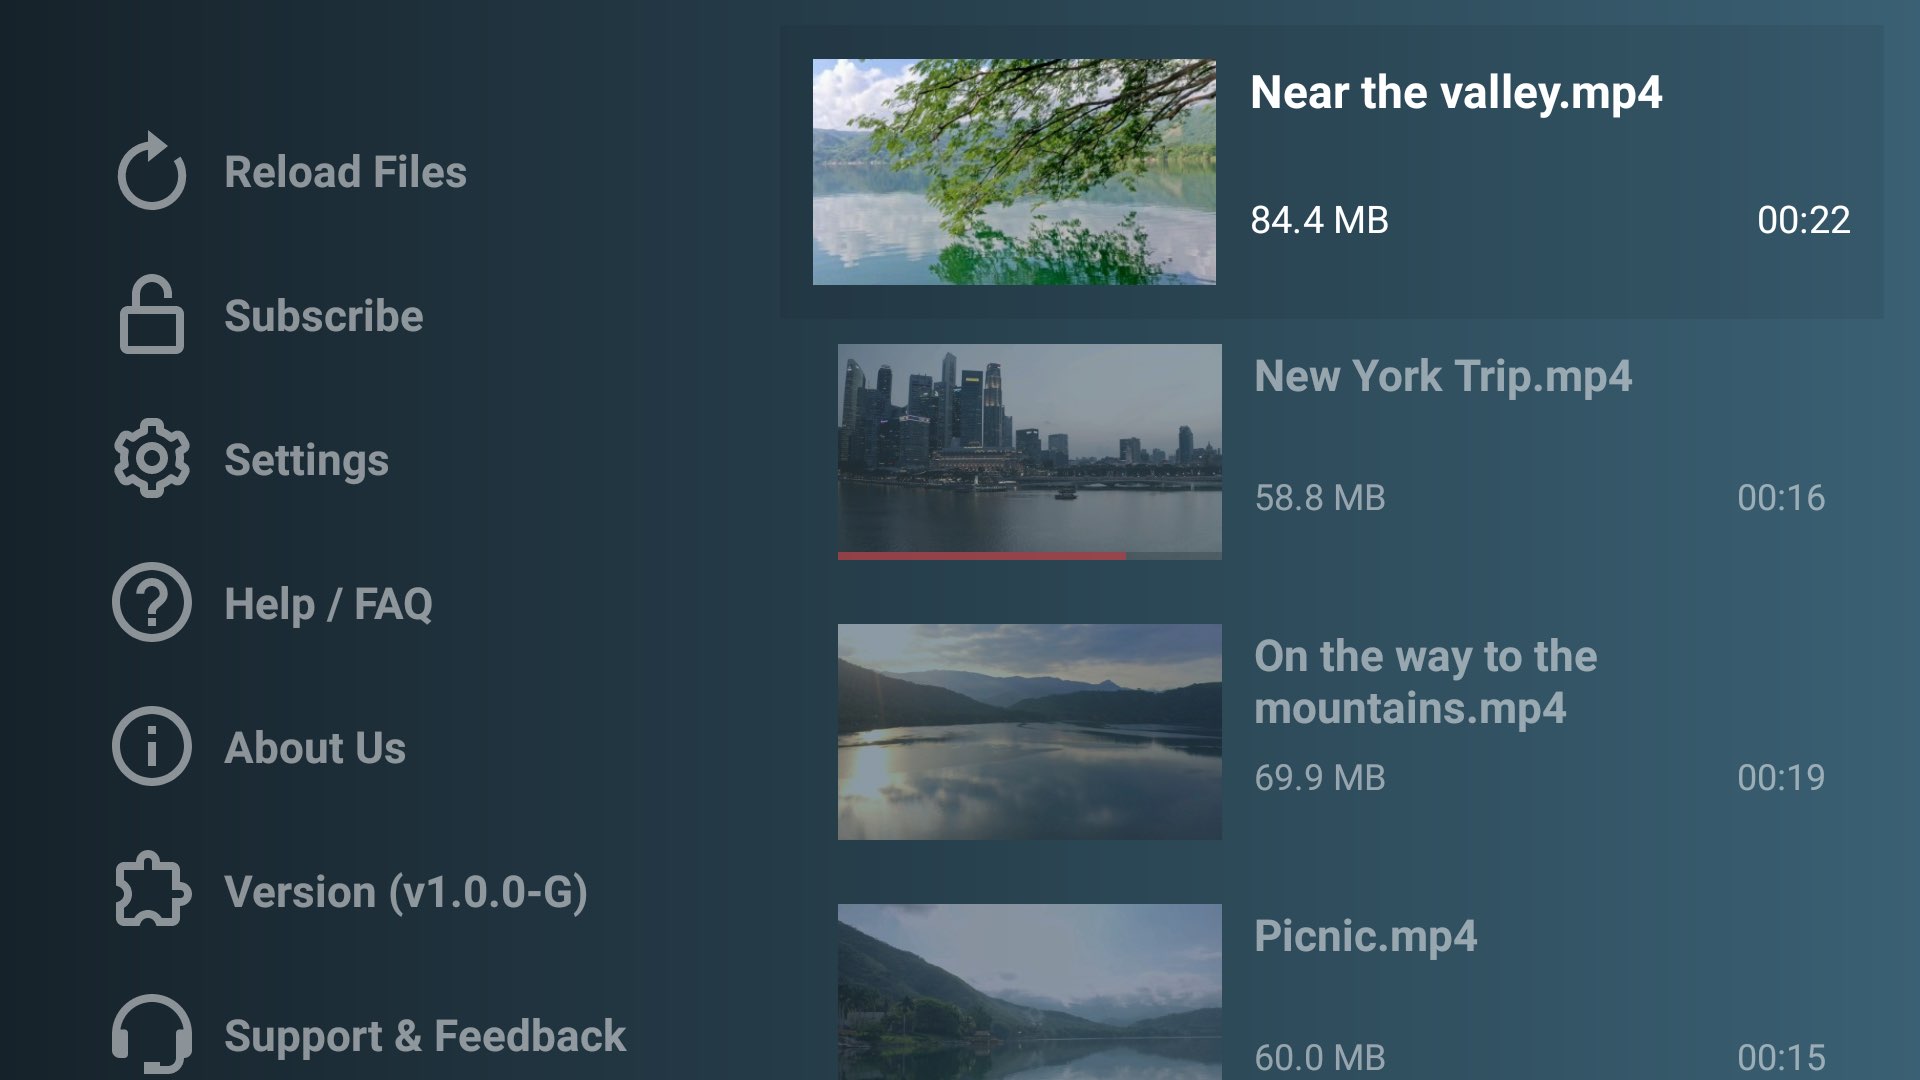 Reload Files
Subscribe
Settings
Help / FAQ
About Us
Version (v1.0.0-G)
Support & Feedback
Near the valley.mp4
84.4 MB 00:22
New York Trip.mp4
58.8 MB 00:16
On the way to the
mountains.mp4
69.9 MB 00:19
Picnic.mp4
60.0 MB 00:15